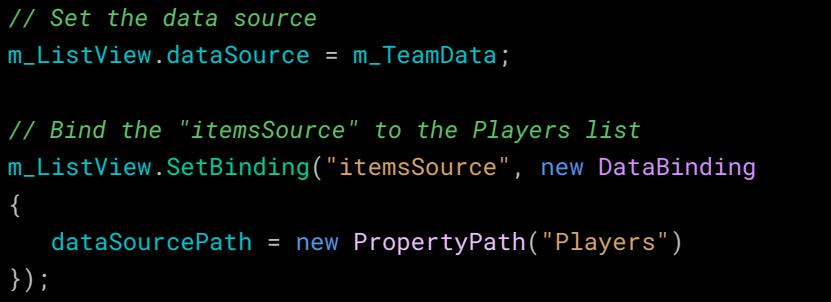 // Set the data source
m_ListView.dataSource = m_TeamData;
// Bind the "itemsSource" to the Players list
m_ListView.SetBinding("itemsSource", new DataBinding
{
dataSourcePath = new PropertyPath("Players")
});